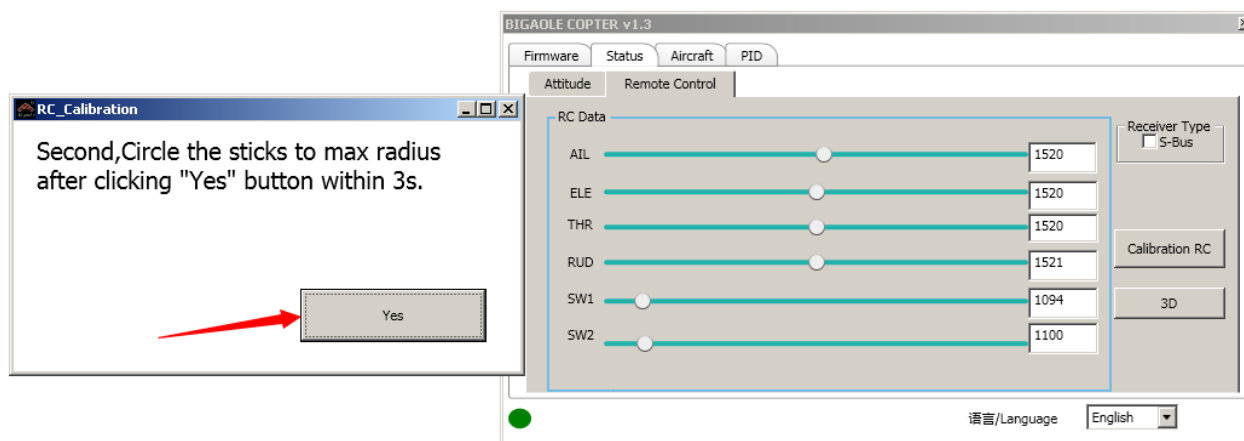 BIGAOLE COPTER v1.3
Firmware Status Aircraft PID
Attitude Remote Control
RC_Calibration
Second,Circle the sticks to max radius
after clicking "Yes" button within 3s.
Yes
RC Data
AIL 1520
ELE 1520
THR 1520
RUD 1521
SW1 1094
SW2 1100
Receiver Type
S-Bus
Calibration RC
3D
语言/Language English